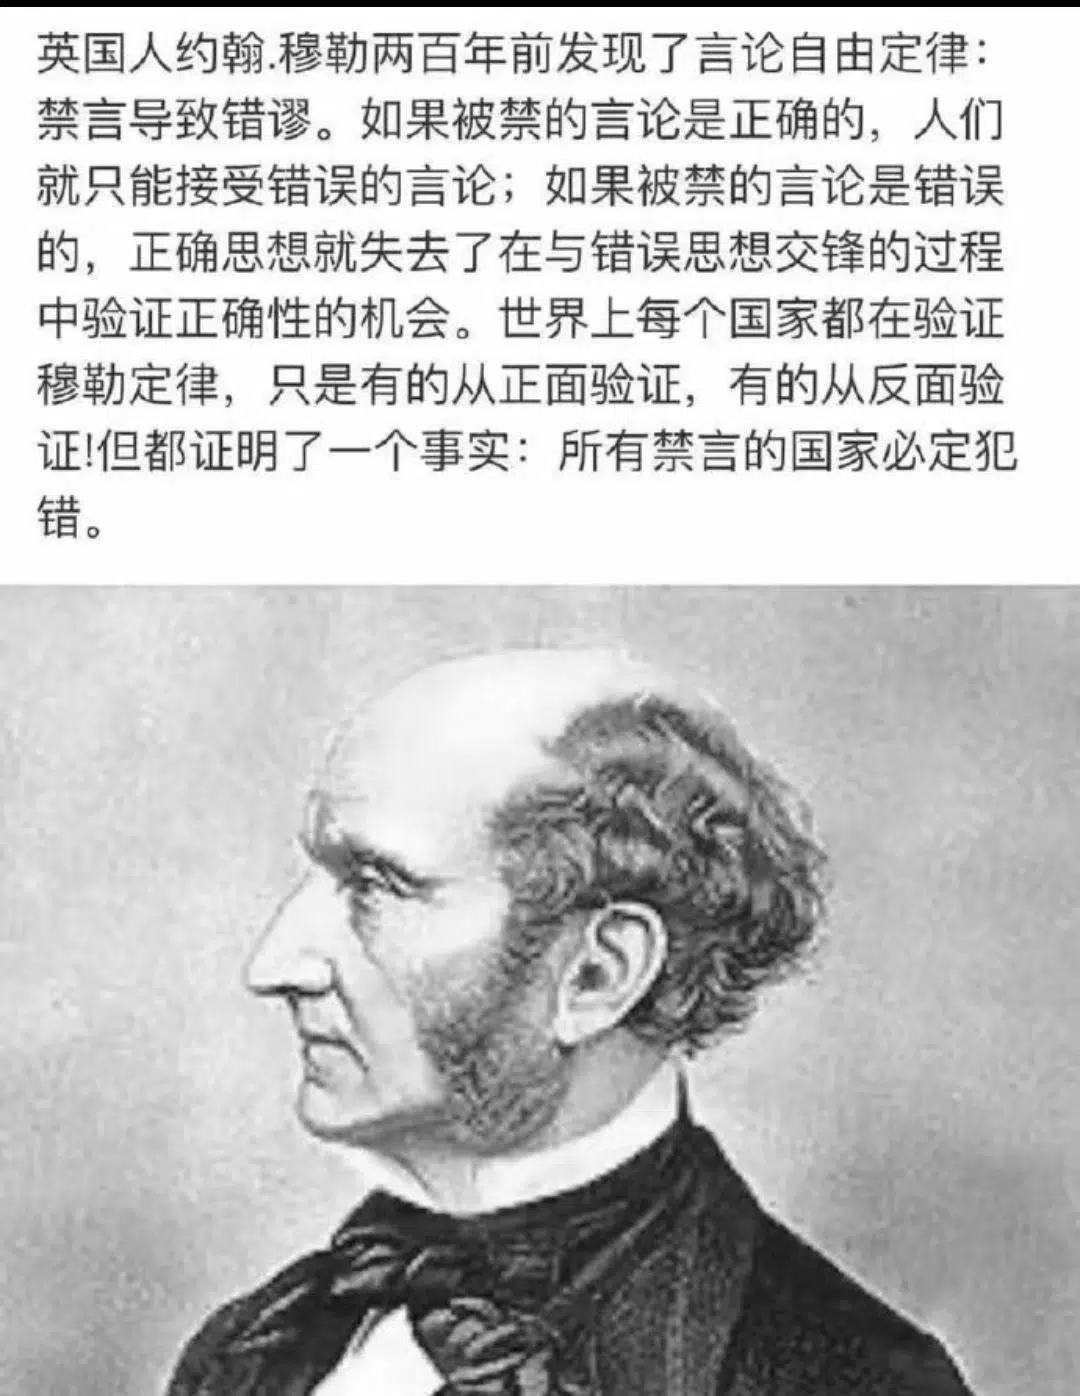 英国人约翰.穆勒两百年前发现了言论自由定律：
禁言导致错谬。如果被禁的言论是正确的，人们
就只能接受错误的言论；如果被禁的言论是错误
的，正确思想就失去了在与错误思想交锋的过程
中验证正确性的机会。世界上每个国家都在验证
穆勒定律，只是有的从正面验证，有的从反面验
证!但都证明了一个事实：所有禁言的国家必定犯
错。